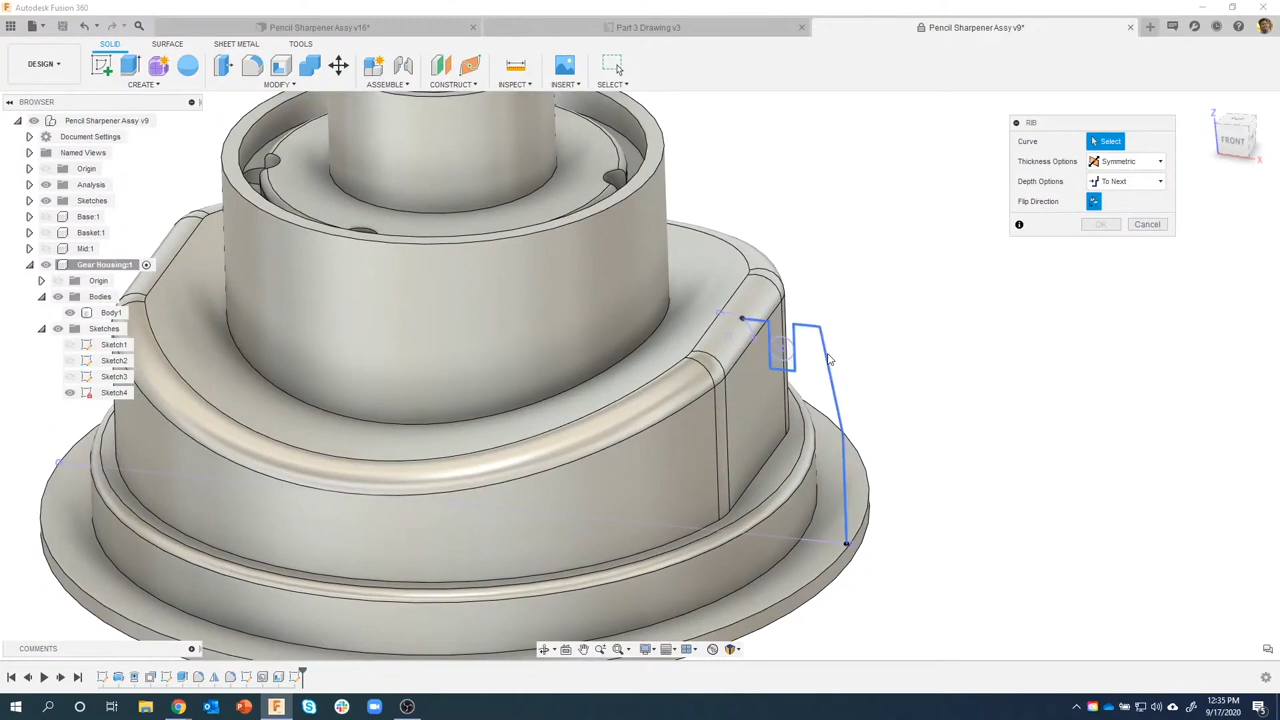 Autodesk Fusion 360
Pencil Sharpener Assy v16*
Part 3 Drawing v3
Pencil Sharpener Assy v9*
SOLID
SURFACE
SHEET METAL
TOOLS
DESIGN
CREATE
MODIFY
ASSEMBLE
CONSTRUCT
INSPECT
INSERT
SELECT
BROWSER
Pencil Sharpener Assy v9
Document Settings
Named Views
Origin
Analysis
Sketches
Base:1
Basket:1
Mid:1
Gear Housing:1
Origin
Bodies
Body1
Sketches
Sketch1
Sketch2
Sketch3
Sketch4
RIB
Curve
Select
Thickness Options
Symmetric
Depth Options
To Next
Flip Direction
OK
Cancel
Z
FRONT
X
COMMENTS
12:35 PM
9/17/2020